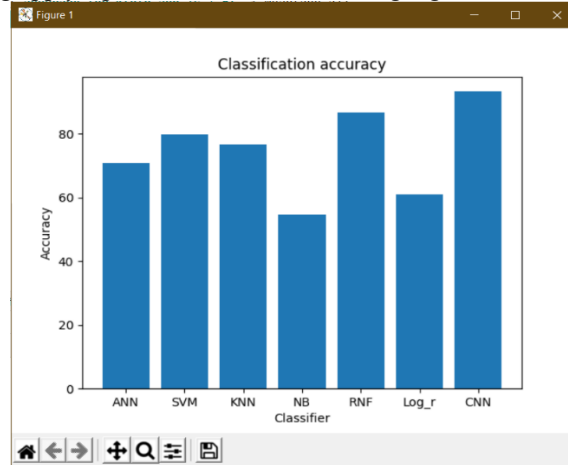 Figure 1
Classification accuracy
Accuracy
80
60
40
20
0
ANN SVM KNN NB RNF Log_r CNN
Classifier